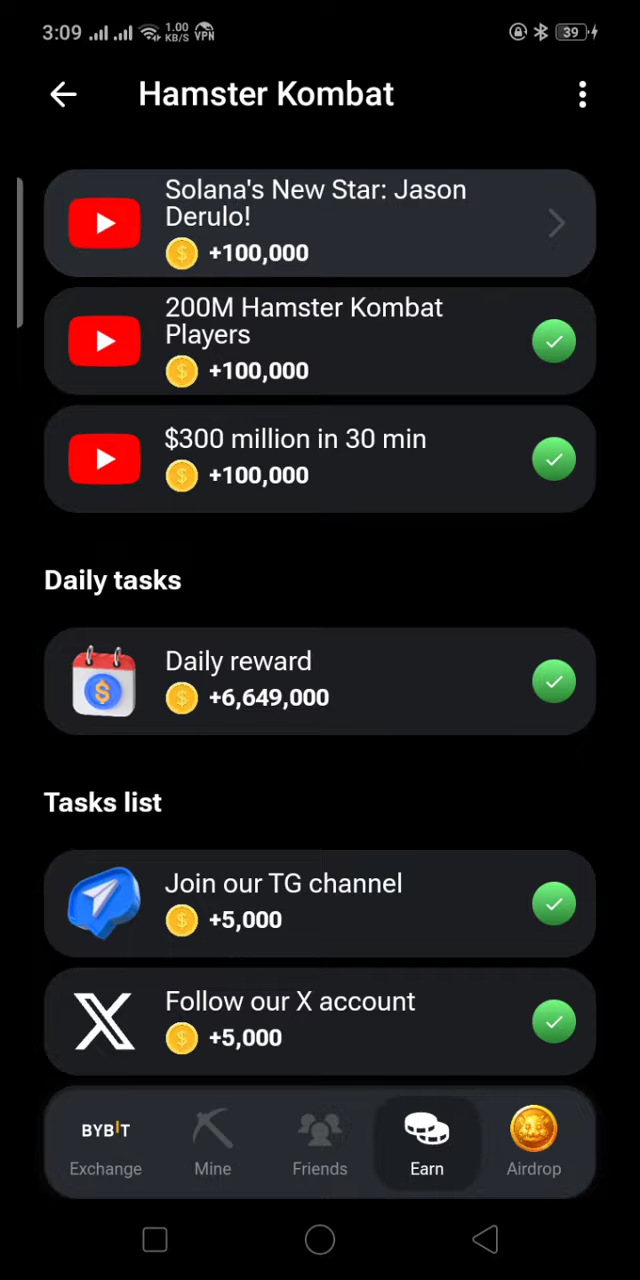 3:09 1.00 KB/S VPN 39
Hamster Kombat
Solana's New Star: Jason
Derulo!
+100,000
200M Hamster Kombat
Players
+100,000
$300 million in 30 min
+100,000
Daily tasks
Daily reward
+6,649,000
Tasks list
Join our TG channel
+5,000
Follow our X account
+5,000
BYBIT
Exchange Mine Friends Earn Airdrop